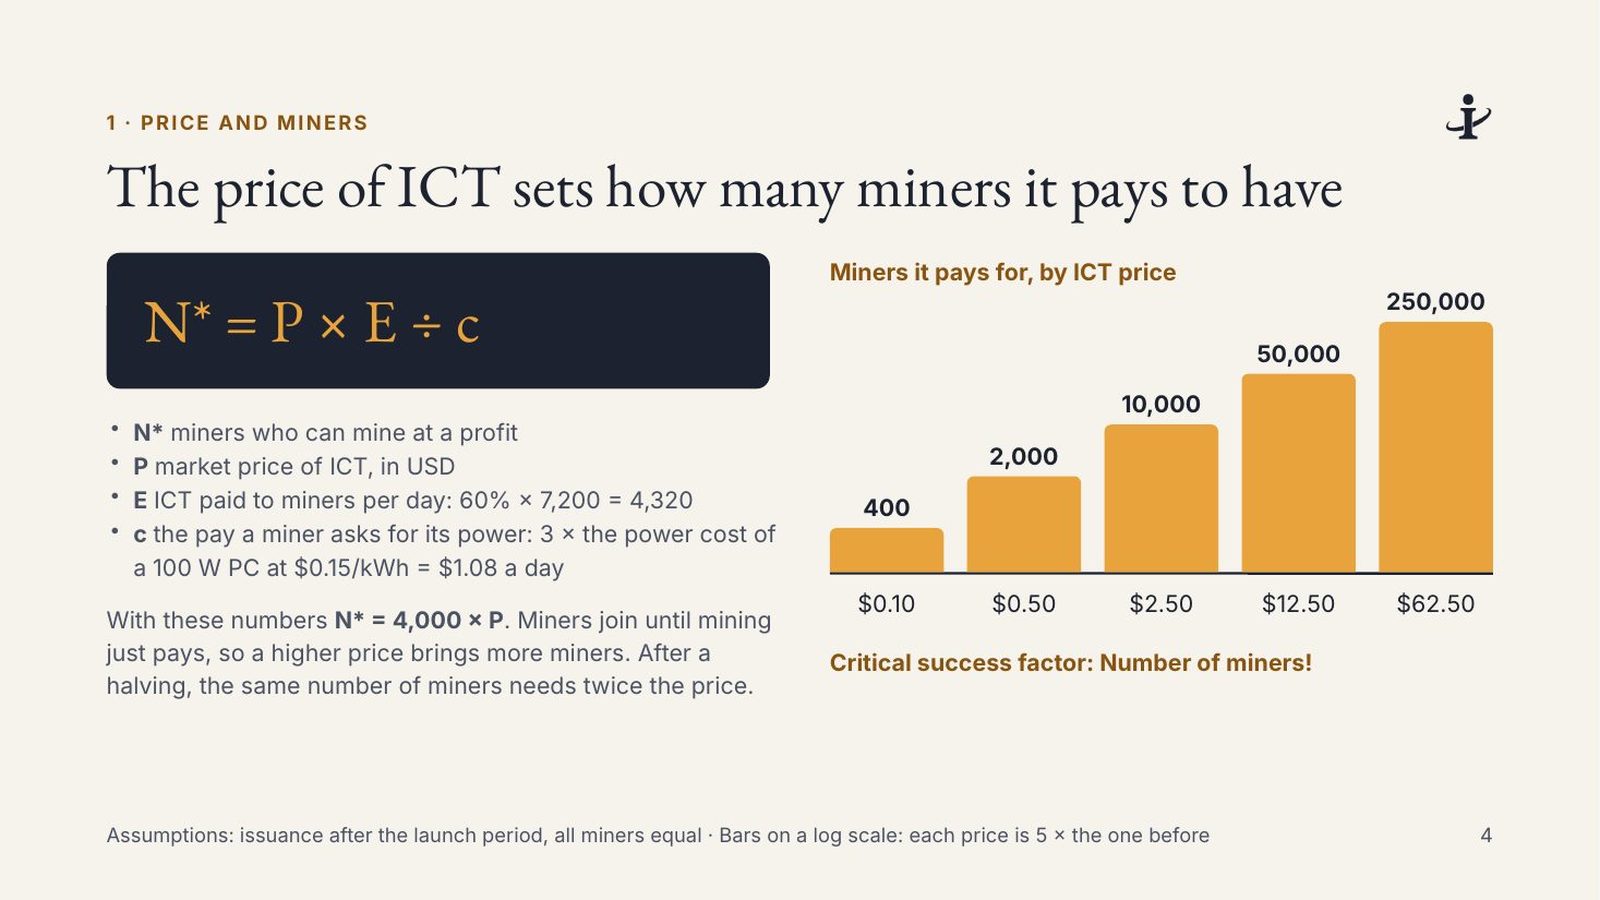 1 · PRICE AND MINERS
The price of ICT sets how many miners it pays to have
N* = P × E ÷ c
• N* miners who can mine at a profit
• P market price of ICT, in USD
• E ICT paid to miners per day: 60% × 7,200 = 4,320
• c the pay a miner asks for its power: 3 × the power cost of
a 100 W PC at $0.15/kWh = $1.08 a day
With these numbers N* = 4,000 × P. Miners join until mining
just pays, so a higher price brings more miners. After a
halving, the same number of miners needs twice the price.
Miners it pays for, by ICT price
400
2,000
10,000
50,000
250,000
$0.10 $0.50 $2.50 $12.50 $62.50
Critical success factor: Number of miners!
Assumptions: issuance after the launch period, all miners equal · Bars on a log scale: each price is 5 × the one before
4